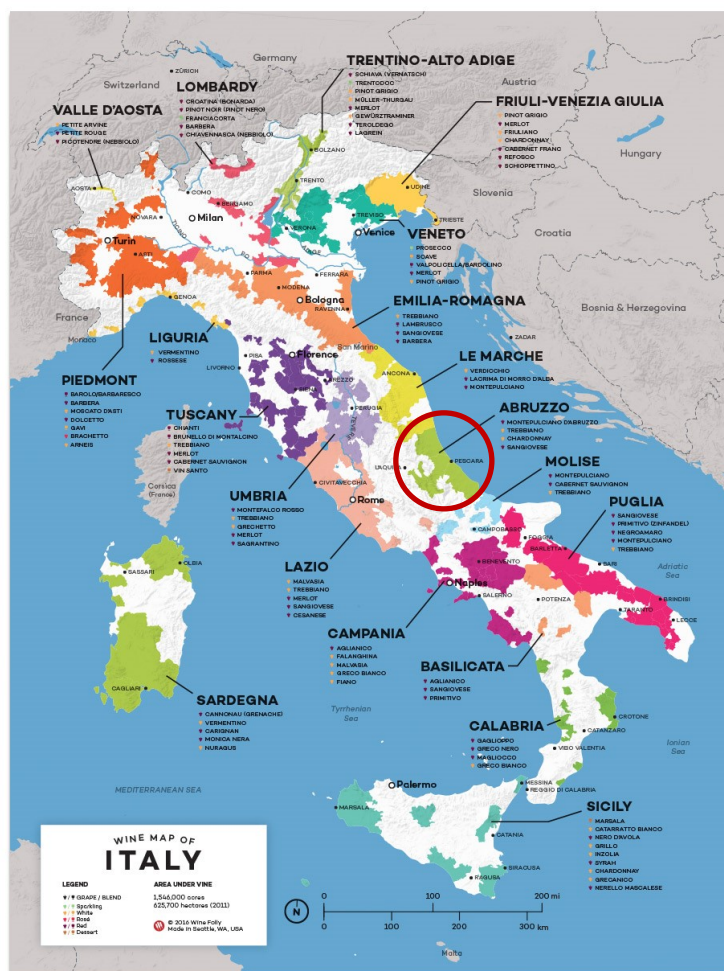 Germany
ZÜRICH
Switzerland
Austria
Hungary
Slovenia
Croatia
Bosnia & Herzegovina
France
Monaco
TRENTINO-ALTO ADIGE
SCHIAVA (VERNATSCH)
TRENTODOC
PINOT GRIGIO
MÜLLER-THURGAU
MERLOT
GEWÜRZTRAMINER
TEROLDEGO
LAGREIN
LOMBARDY
CROATINA (BONARDA)
PINOT NOIR (PINOT NERO)
FRANCIACORTA
BARBERA
CHIAVENNASCA (NEBBIOLO)
VALLE D'AOSTA
PETITE ARVINE
PETITE ROUGE
PICOTENDRE (NEBBIOLO)
FRIULI-VENEZIA GIULIA
PINOT GRIGIO
MERLOT
FRIULIANO
CHARDONNAY
CABERNET FRANC
REFOSCO
SCHIOPPETTINO
BOLZANO
TRENTO
UDINE
AOSTA
COMO
BERGAMO
NOVARA
Milan
TREVISO
TRIESTE
VERONA
Venice
Turin
ASTI
TICINO
PO
VENETO
PROSECCO
SOAVE
VALPOLICELLA/BARDOLINO
MERLOT
PINOT GRIGIO
PARMA
FERRARA
MODENA
GENOA
Bologna
RAVENNA
EMILIA-ROMAGNA
TREBBIANO
LAMBRUSCO
SANGIOVESE
BARBERA
ZADAR
LIGURIA
VERMENTINO
ROSSESE
PISA
Florence
San Marino
LIVORNO
AREZZO
SIENA
ANCONA
LE MARCHE
VERDICCHIO
LACRIMA DI MORRO D'ALBA
MONTEPULCIANO
PIEDMONT
BAROLO/BARBARESCO
BARBERA
MOSCATO D'ASTI
DOLCETTO
GAVI
BRACHETTO
ARNEIS
TUSCANY
CHIANTI
BRUNELLO DI MONTALCINO
TREBBIANO
MERLOT
CABERNET SAUVIGNON
VIN SANTO
PERUGIA
TEVERE
ABRUZZO
MONTEPULCIANO D'ABRUZZO
TREBBIANO
CHARDONNAY
SANGIOVESE
L'AQUILA
PESCARA
Corsica
(France)
CIVITAVECCHIA
Rome
UMBRIA
MONTEFALCO ROSSO
TREBBIANO
GRECHETTO
MERLOT
SAGRANTINO
MOLISE
MONTEPULCIANO
CABERNET SAUVIGNON
TREBBIANO
PUGLIA
SANGIOVESE
PRIMITIVO (ZINFANDEL)
NEGROAMARO
MONTEPULCIANO
TREBBIANO
CAMPOBASSO
FOGGIA
BARLETTA
BARI
Adriatic
Sea
OLBIA
SASSARI
LAZIO
MALVASIA
TREBBIANO
MERLOT
SANGIOVESE
CESANESE
BENEVENTO
Naples
SALERNO
POTENZA
TARANTO
BRINDISI
LECCE
CAMPANIA
AGLIANICO
FALANGHINA
MALVASIA
GRECO BIANCO
FIANO
BASILICATA
AGLIANICO
SANGIOVESE
PRIMITIVO
CAGLIARI
SARDEGNA
CANNONAU (GRENACHE)
VERMENTINO
CARIGNAN
MONICA NERA
NURAGUS
Tyrrhenian
Sea
CALABRIA
GAGLIOPPO
GRECO NERO
MAGLIOCCO
GRECO BIANCO
CROTONE
CATANZARO
VIBO VALENTIA
Ionian
Sea
MEDITERRANEAN SEA
Palermo
MESSINA
REGGIO DI CALABRIA
MARSALA
CATANIA
SIRACUSA
RAGUSA
SICILY
MARSALA
CATARRATTO BIANCO
NERO D'AVOLA
GRILLO
INZOLIA
SYRAH
CHARDONNAY
GRECANICO
NERELLO MASCALESE
WINE MAP OF
ITALY
LEGEND
GRAPE / BLEND
Sparkling
White
Rosé
Red
Dessert
AREA UNDER VINE
1,546,000 acres
625,700 hectares (2011)
© 2016 Wine Folly
Made in Seattle, WA, USA
N
0 100 200 mi
0 100 200 300 km
Malta